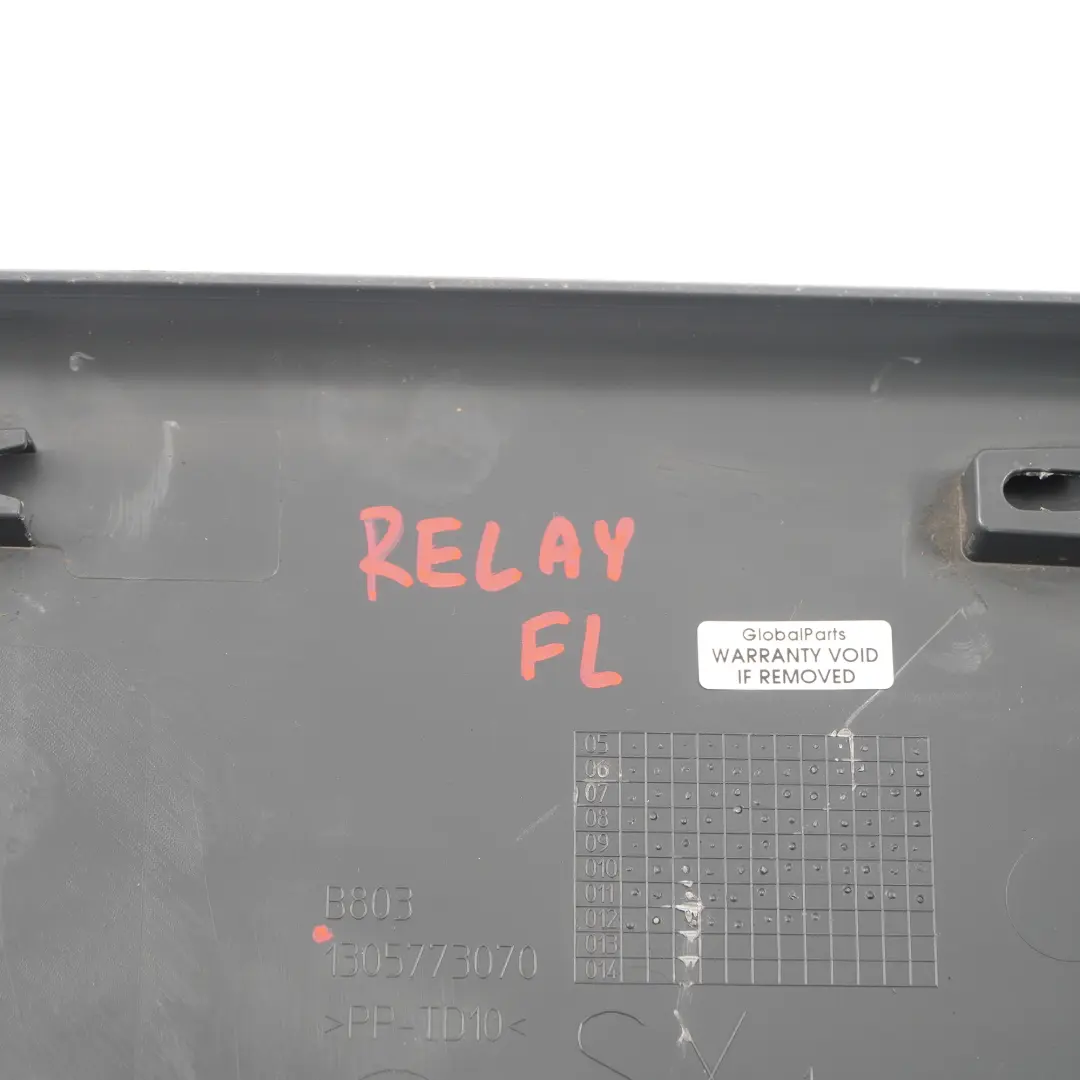 RELAY
FL
GlobalParts
WARRANTY VOID
IF REMOVED
05
06
07
08
09
010
011
012
013
014
B803
1305773070
>PP-TD10<